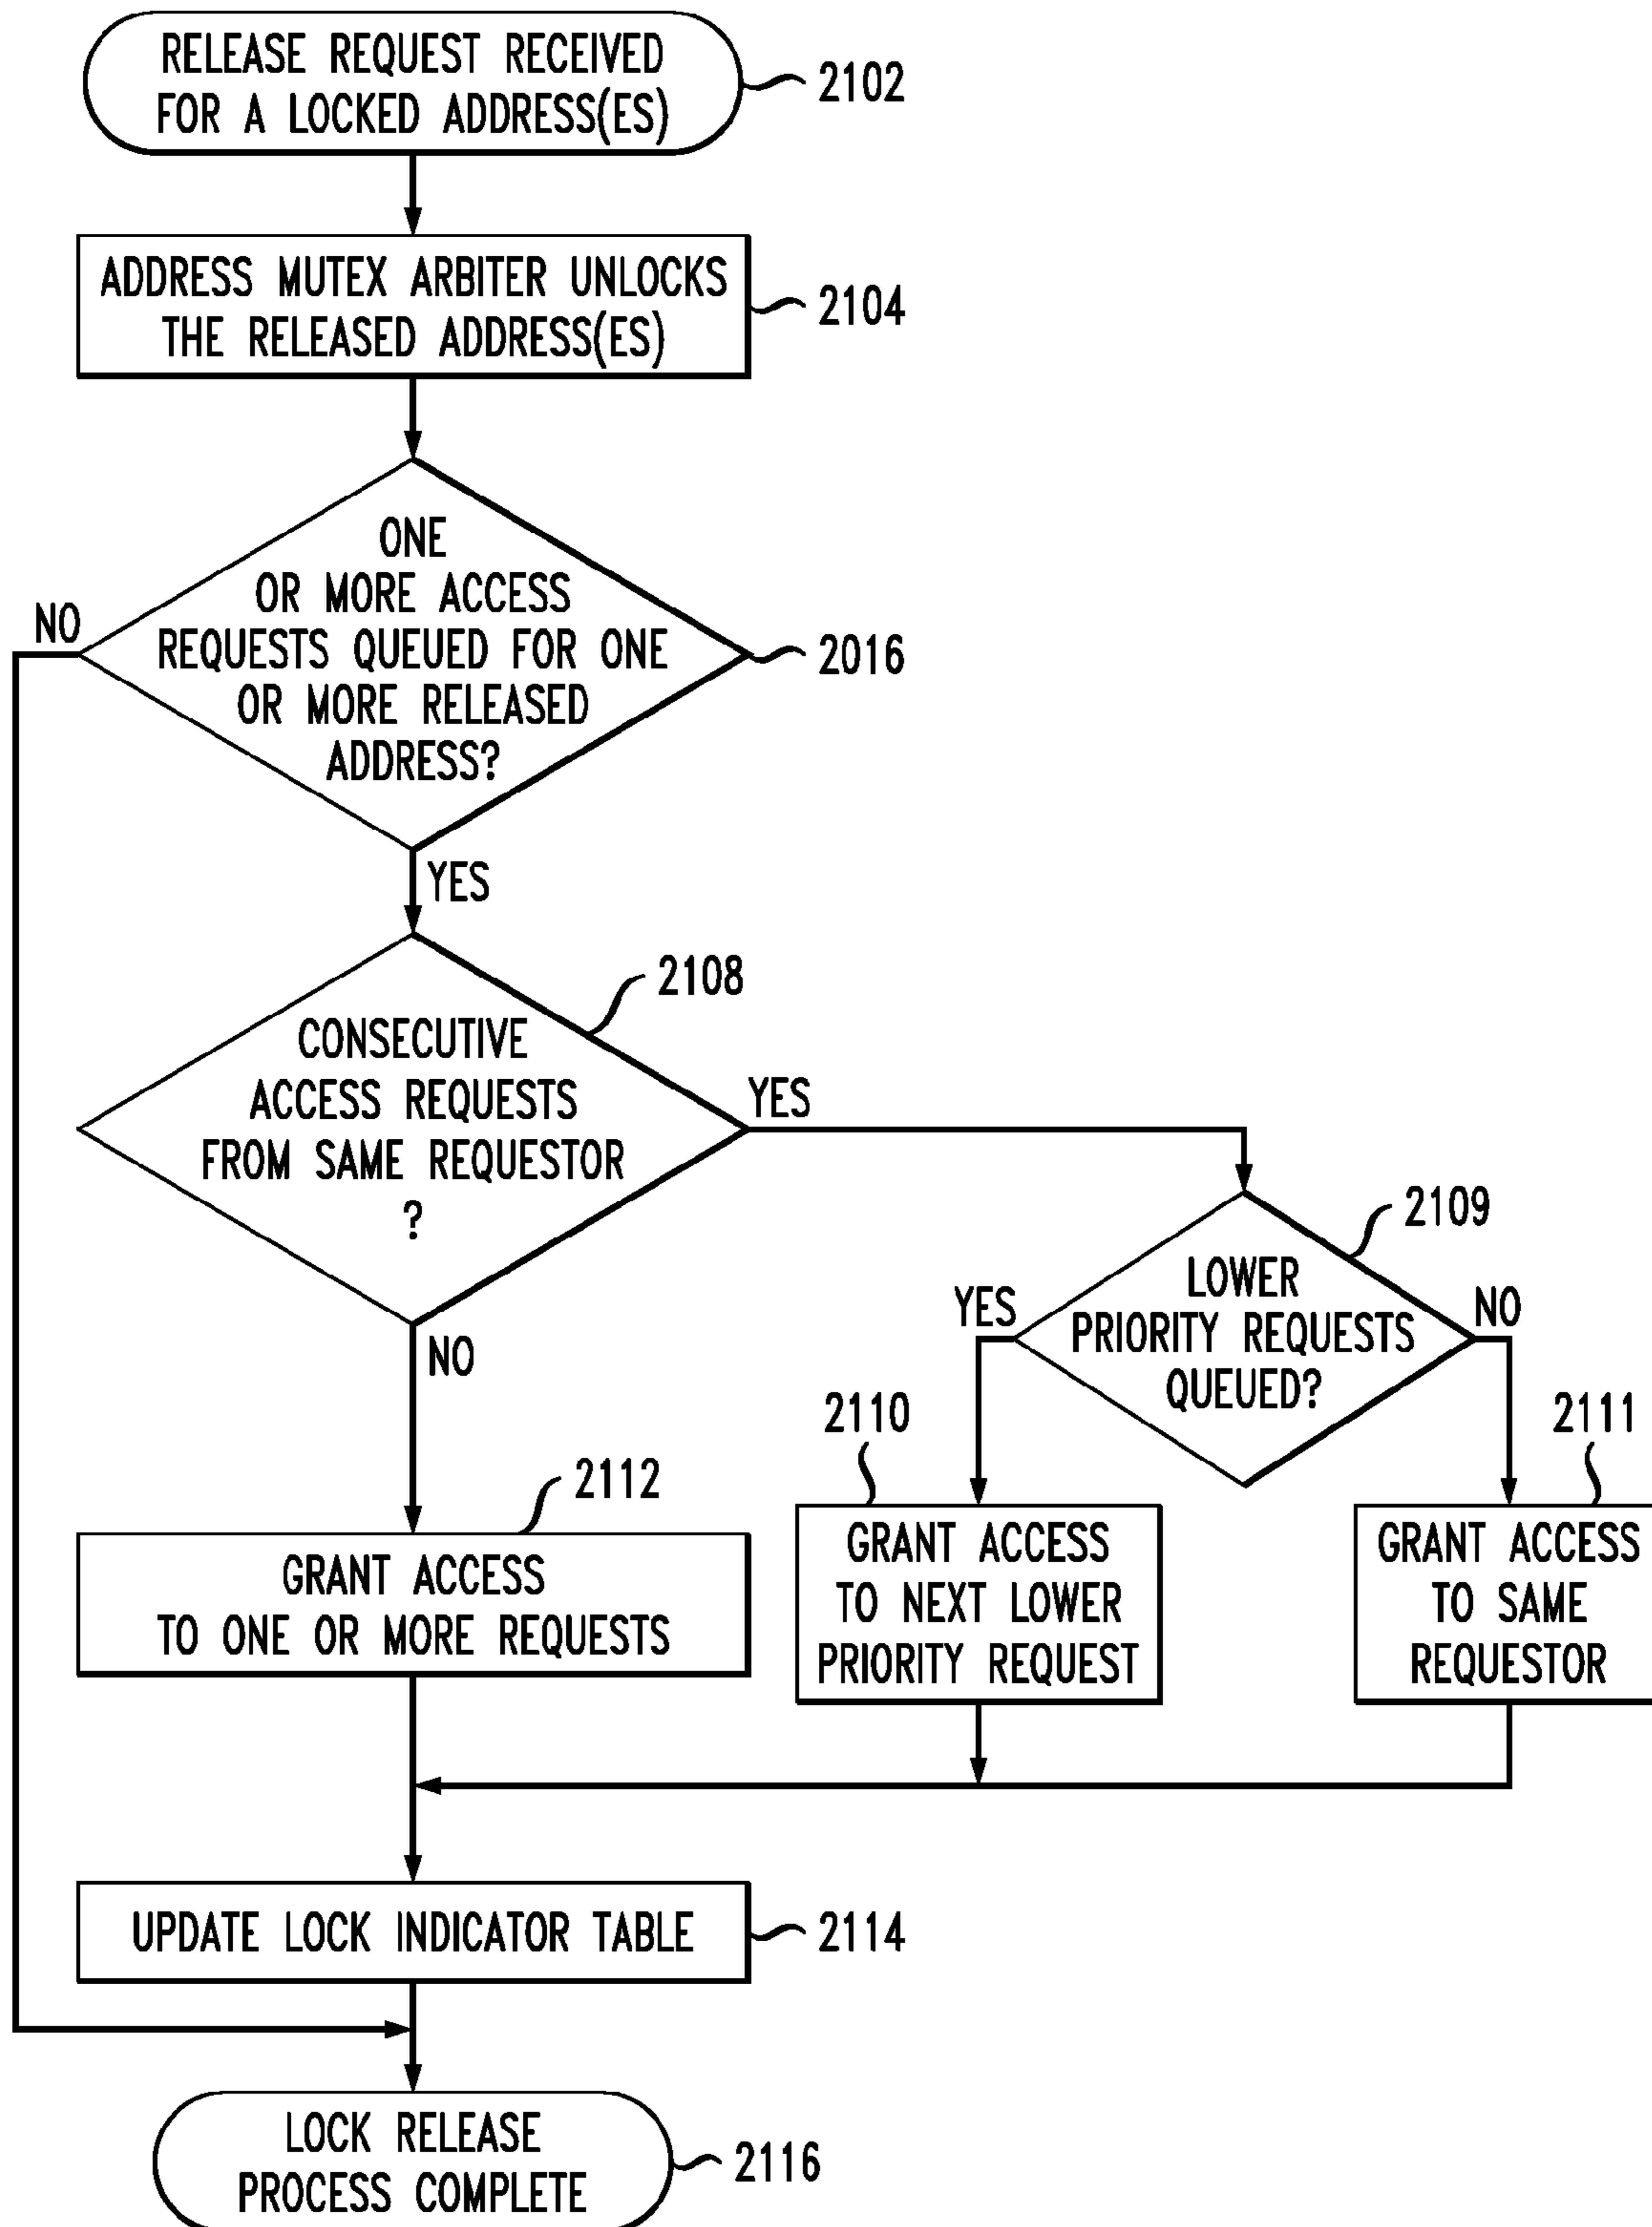 RELEASE REQUEST RECEIVED
FOR A LOCKED ADDRESS(ES)
2102
ADDRESS MUTEX ARBITER UNLOCKS
THE RELEASED ADDRESS(ES)
2104
ONE
OR MORE ACCESS
REQUESTS QUEUED FOR ONE
OR MORE RELEASED
ADDRESS?
NO
2016
YES
2108
CONSECUTIVE
ACCESS REQUESTS
FROM SAME REQUESTOR
?
YES
NO
2109
LOWER
PRIORITY REQUESTS
QUEUED?
YES
NO
2112
GRANT ACCESS
TO ONE OR MORE REQUESTS
2110
GRANT ACCESS
TO NEXT LOWER
PRIORITY REQUEST
2111
GRANT ACCESS
TO SAME
REQUESTOR
UPDATE LOCK INDICATOR TABLE
2114
LOCK RELEASE
PROCESS COMPLETE
2116